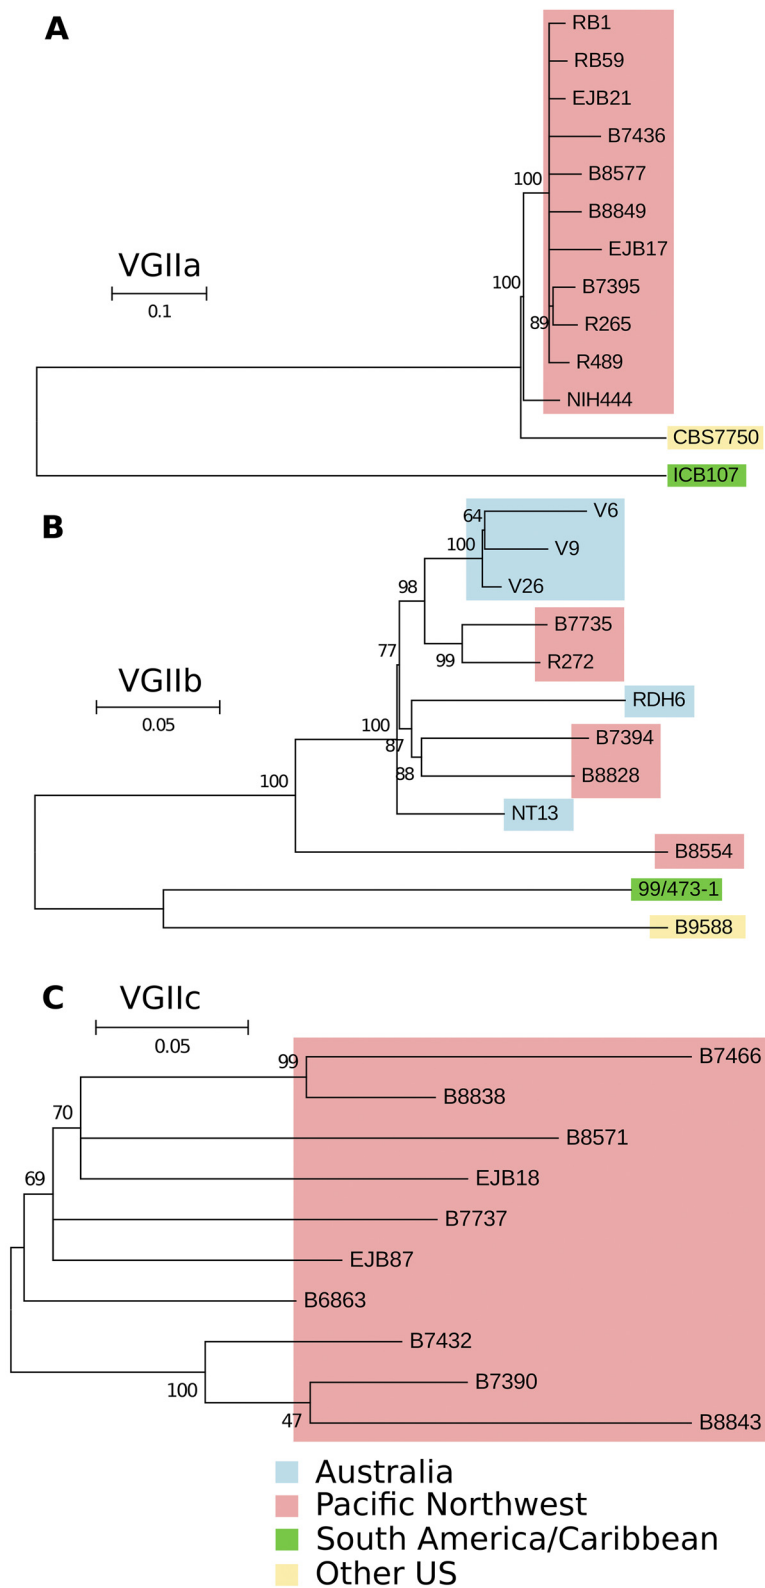 A
RB1
RB59
EJB21
B7436
100
B8577
B8849
EJB17
VGIIa
100
B7395
0.1
89
R265
R489
NIH444
CBS7750
ICB107
B
V6
64
100
V9
98
V26
B7735
77
99
R272
VGIIb
RDH6
0.05
100
87
B7394
100
88
B8828
NT13
B8554
99/473-1
B9588
C
VGIIc
0.05
99
B7466
B8838
70
B8571
69
EJB18
B7737
EJB87
B6863
B7432
100
B7390
47
B8843
Australia
Pacific Northwest
South America/Caribbean
Other US